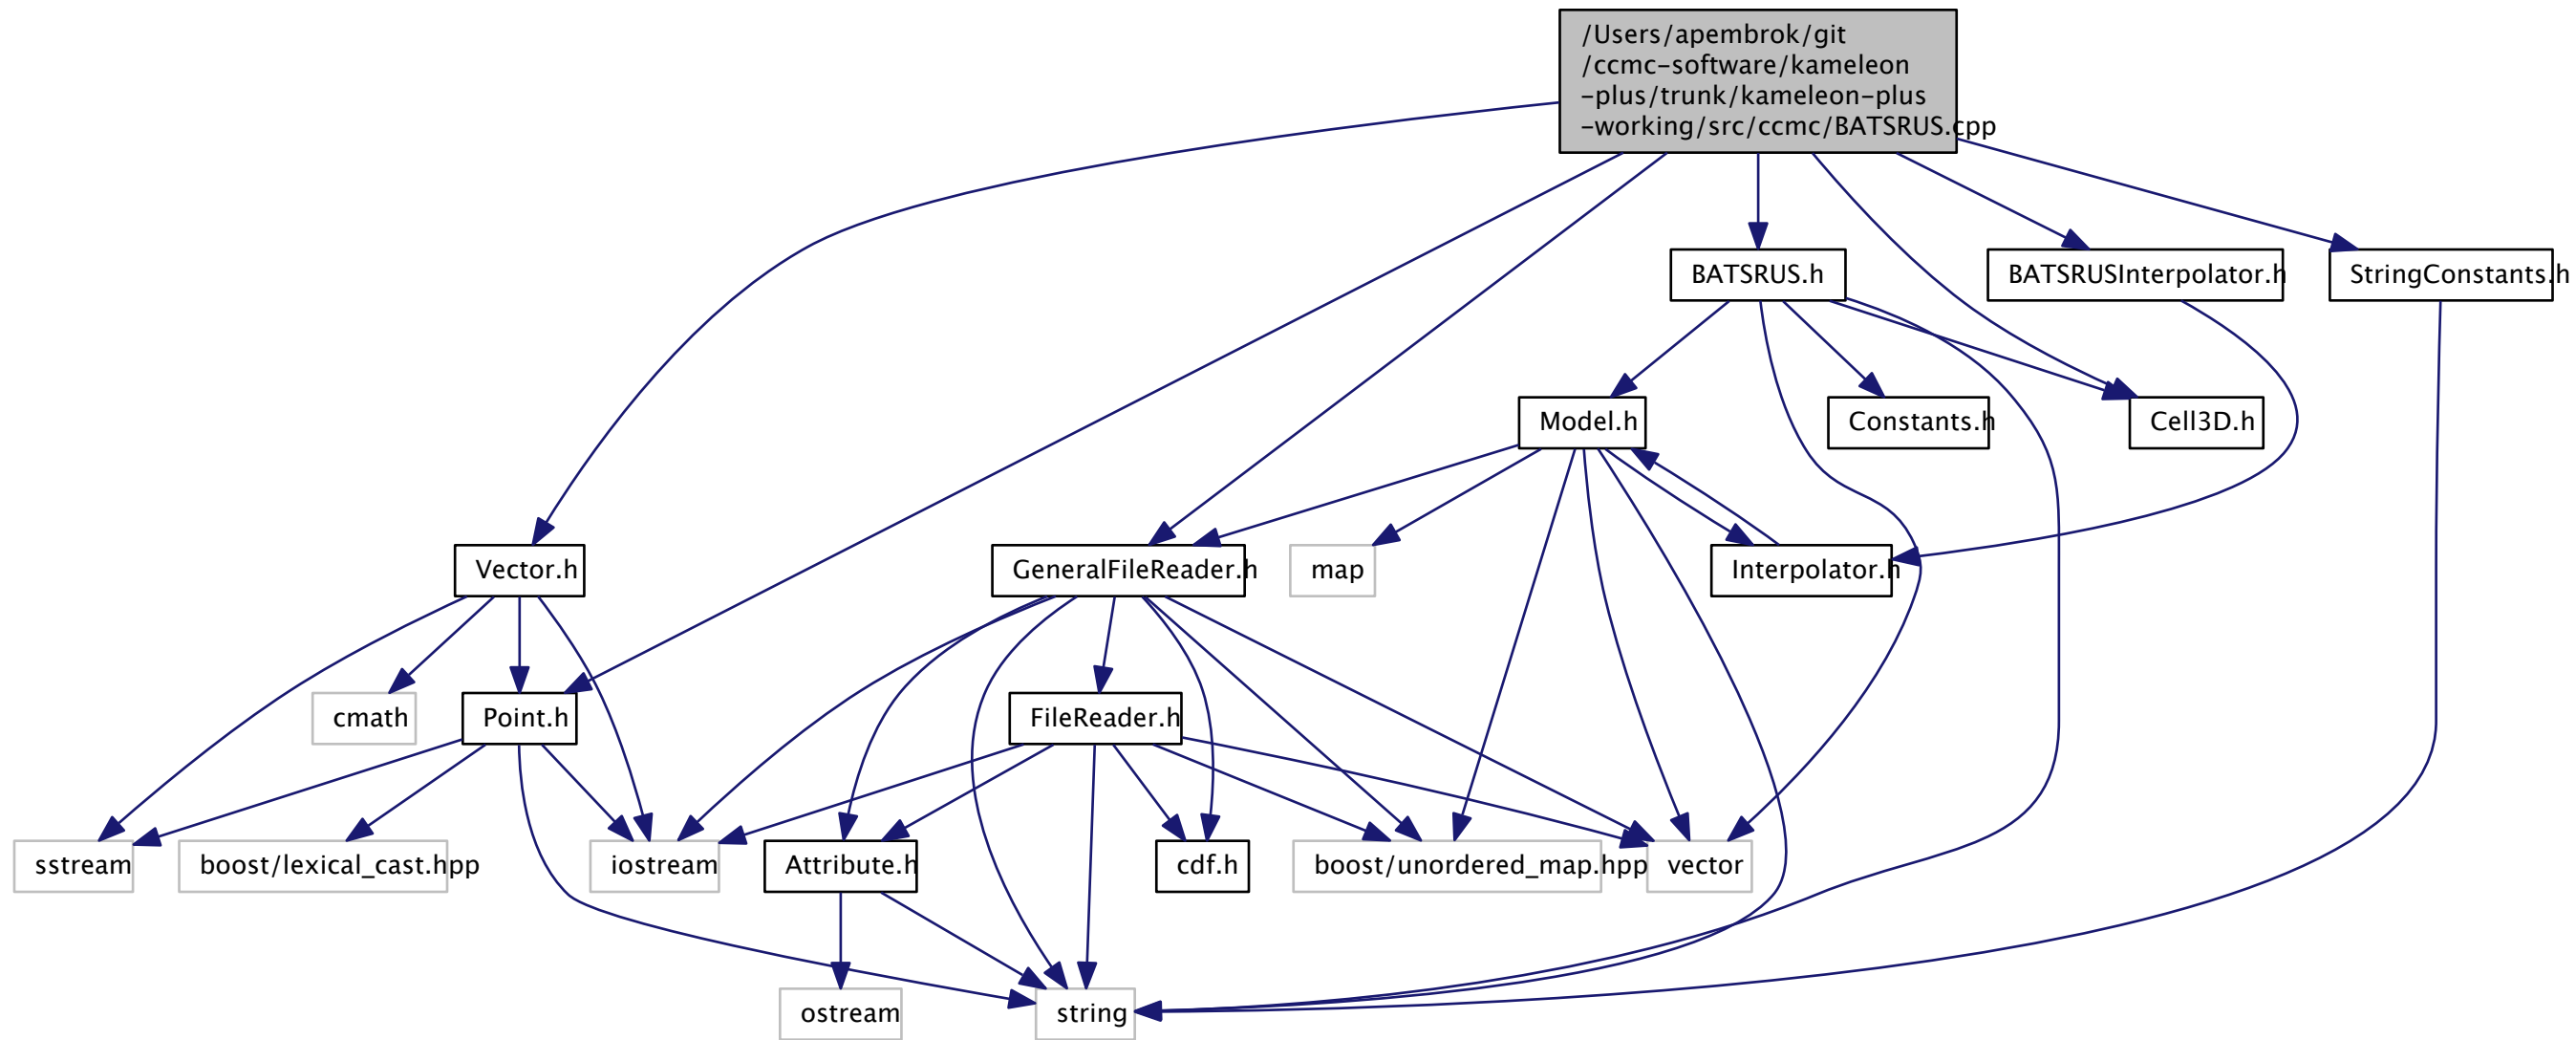 /Users/apembrok/git
/ccmc-software/kameleon
-plus/trunk/kameleon-plus
-working/src/ccmc/BATSRUS.cpp
BATSRUS.h
BATSRUSInterpolator.h
StringConstants.h
Model.h
Constants.h
Cell3D.h
Vector.h
GeneralFileReader.h
map
Interpolator.h
cmath
Point.h
FileReader.h
sstream
boost/lexical_cast.hpp
iostream
Attribute.h
cdf.h
boost/unordered_map.hpp
vector
ostream
string